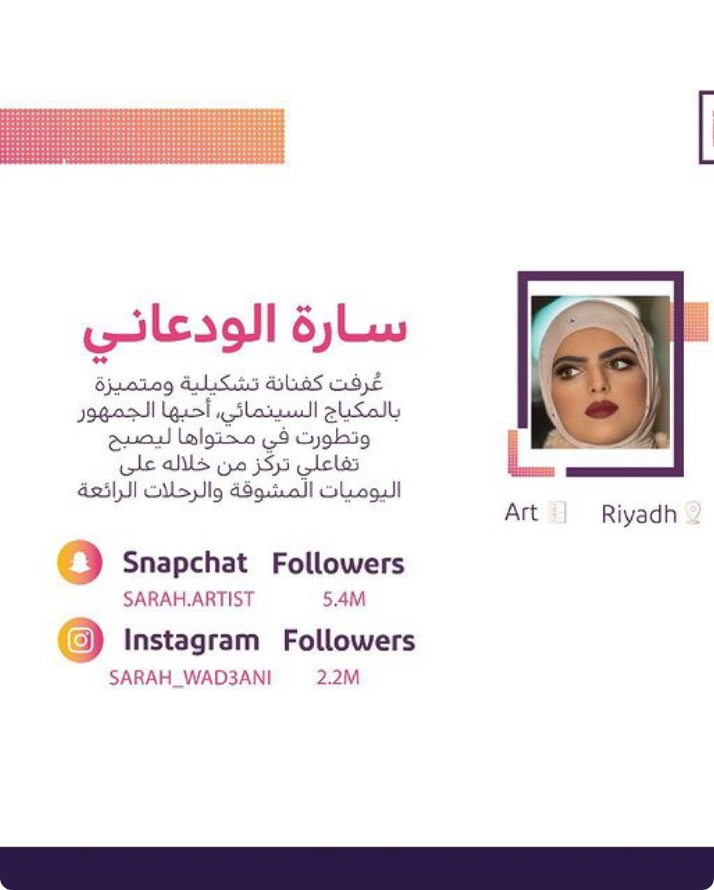 سارة الودعاني
عُرفت كفنانة تشكيلية ومتميزة
بالمكياج السينمائي، أحبها الجمهور
وتطورت في محتواها ليصبح
تفاعلي تركز من خلاله على
اليوميات المشوقة والرحلات الرائعة
Art
Riyadh
Snapchat Followers
SARAH.ARTIST 5.4M
Instagram Followers
SARAH_WAD3ANI 2.2M